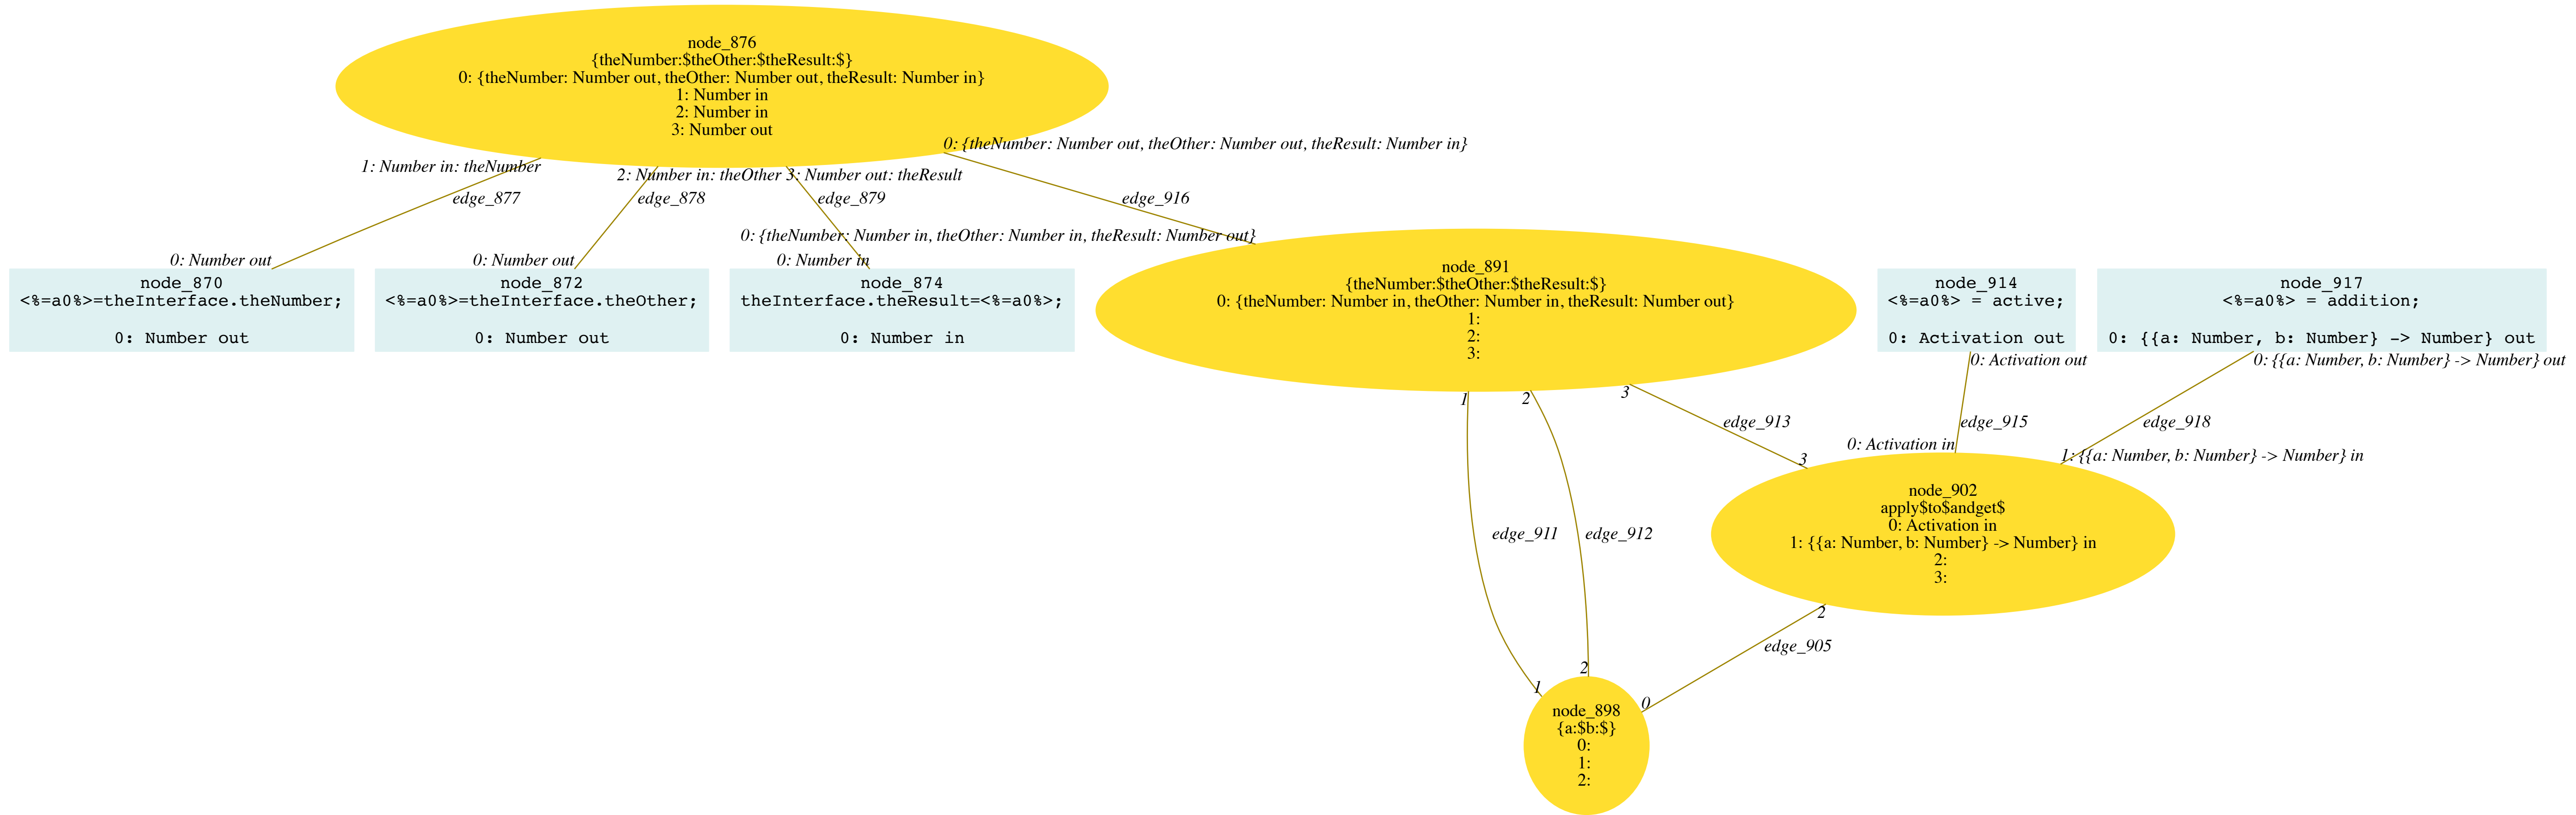 node_876
{theNumber:$theOther:$theResult:$}
0: {theNumber: Number out, theOther: Number out, theResult: Number in}
1: Number in
2: Number in
3: Number out
0: {theNumber: Number out, theOther: Number out, theResult: Number in}
1: Number in: theNumber
2: Number in: theOther
3: Number out: theResult
edge_877
edge_878
edge_879
edge_916
0: {theNumber: Number in, theOther: Number in, theResult: Number out}
0: Number out
0: Number out
0: Number in
node_870
<%=a0%>=theInterface.theNumber;
0: Number out
node_872
<%=a0%>=theInterface.theOther;
0: Number out
node_874
theInterface.theResult=<%=a0%>;
0: Number in
node_891
{theNumber:$theOther:$theResult:$}
0: {theNumber: Number in, theOther: Number in, theResult: Number out}
1:
2:
3:
node_914
<%=a0%> = active;
0: Activation out
node_917
<%=a0%> = addition;
0: {{a: Number, b: Number} -> Number} out
0: Activation out
0: {{a: Number, b: Number} -> Number} out
1
2
3
edge_913
edge_915
edge_918
0: Activation in
3
1: {{a: Number, b: Number} -> Number} in
node_902
apply$to$andget$
0: Activation in
1: {{a: Number, b: Number} -> Number} in
2:
3:
edge_911
edge_912
2
edge_905
1
2
0
node_898
{a:$b:$}
0:
1:
2: